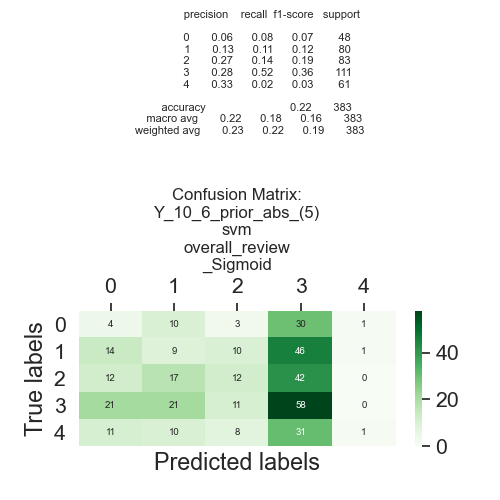 precision recall f1-score support
0 0.06 0.08 0.07 48
1 0.13 0.11 0.12 80
2 0.27 0.14 0.19 83
3 0.28 0.52 0.36 111
4 0.33 0.02 0.03 61
accuracy 0.22 383
macro avg 0.22 0.18 0.16 383
weighted avg 0.23 0.22 0.19 383
Confusion Matrix:
Y_10_6_prior_abs_(5)
svm
overall_review
_Sigmoid
0 1 2 3 4
0 4 10 3 30 1
1 14 9 10 46 1
2 12 17 12 42 0
3 21 21 11 58 0
4 11 10 8 31 1
True labels
Predicted labels
40
20
0